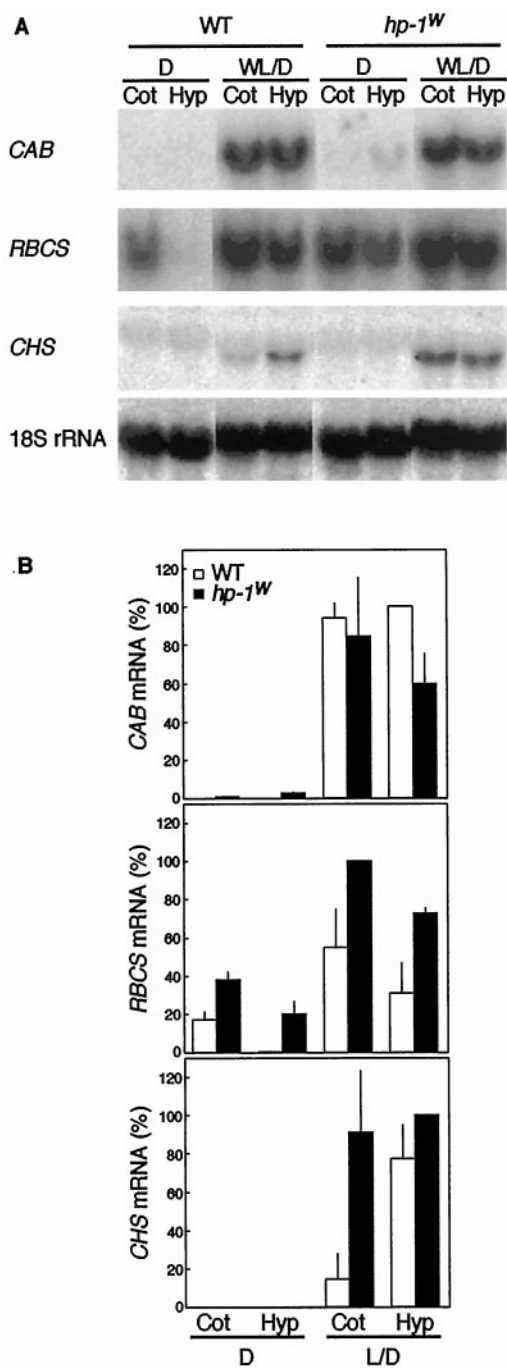 A
WT hp-1W
D WL/D D WL/D
Cot Hyp Cot Hyp Cot Hyp Cot Hyp
CAB
RBCS
CHS
18S rRNA
.B
WT
hp-1W
CAB mRNA (%)
120
100
80
60
40
20
0
RBCS mRNA (%)
120
100
80
60
40
20
0
CHS mRNA (%)
120
100
80
60
40
20
Cot Hyp Cot Hyp
D L/D